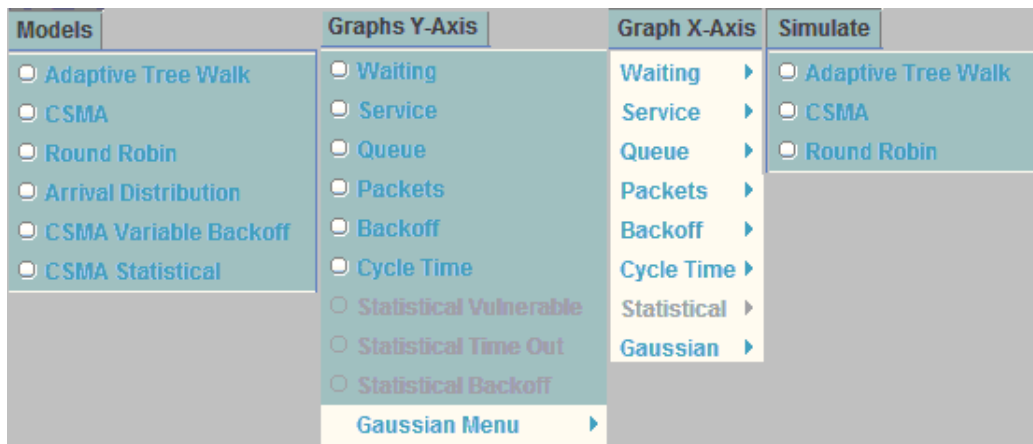 Models
Adaptive Tree Walk
CSMA
Round Robin
Arrival Distribution
CSMA Variable Backoff
CSMA Statistical
Graphs Y-Axis
Waiting
Service
Queue
Packets
Backoff
Cycle Time
Statistical Vulnerable
Statistical Time Out
Statistical Backoff
Gaussian Menu
Graph X-Axis
Waiting
Service
Queue
Packets
Backoff
Cycle Time
Statistical
Gaussian
Simulate
Adaptive Tree Walk
CSMA
Round Robin